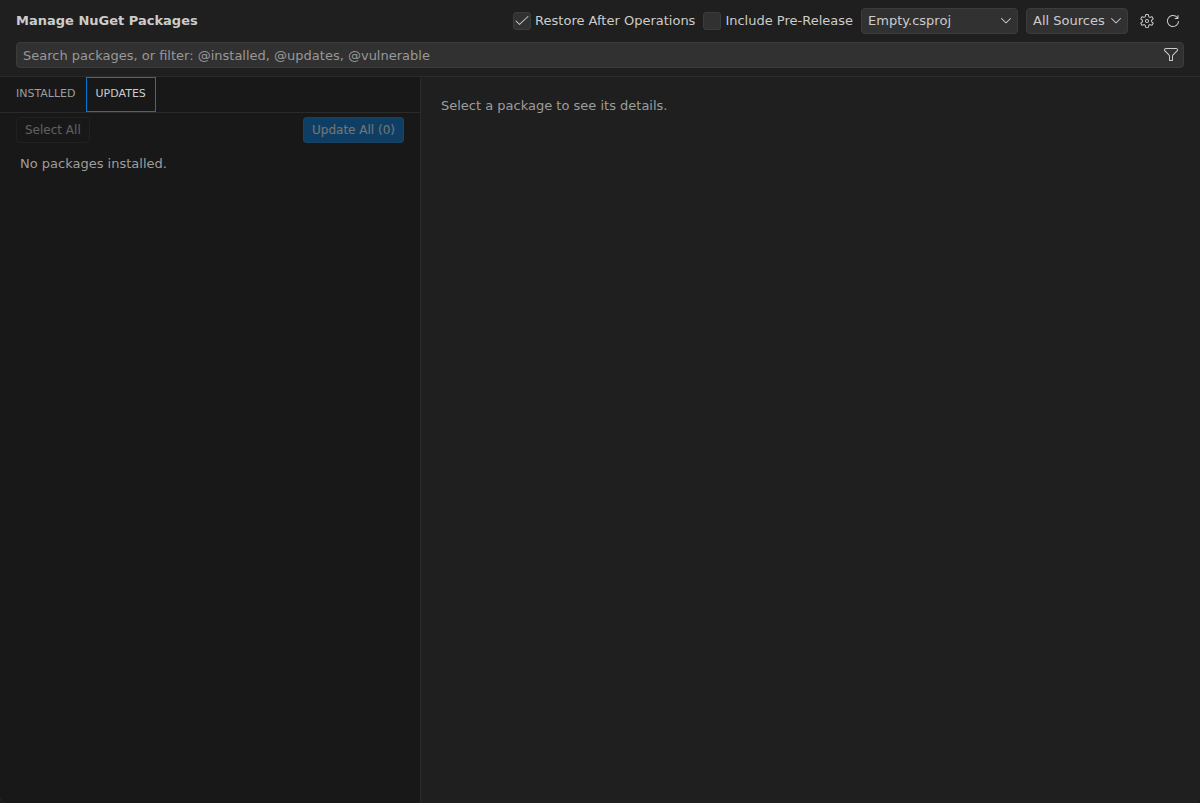 Manage NuGet Packages
Restore After Operations
Include Pre-Release
Empty.csproj
All Sources
Search packages, or filter: @installed, @updates, @vulnerable
INSTALLED
UPDATES
Select All
Update All (0)
No packages installed.
Select a package to see its details.